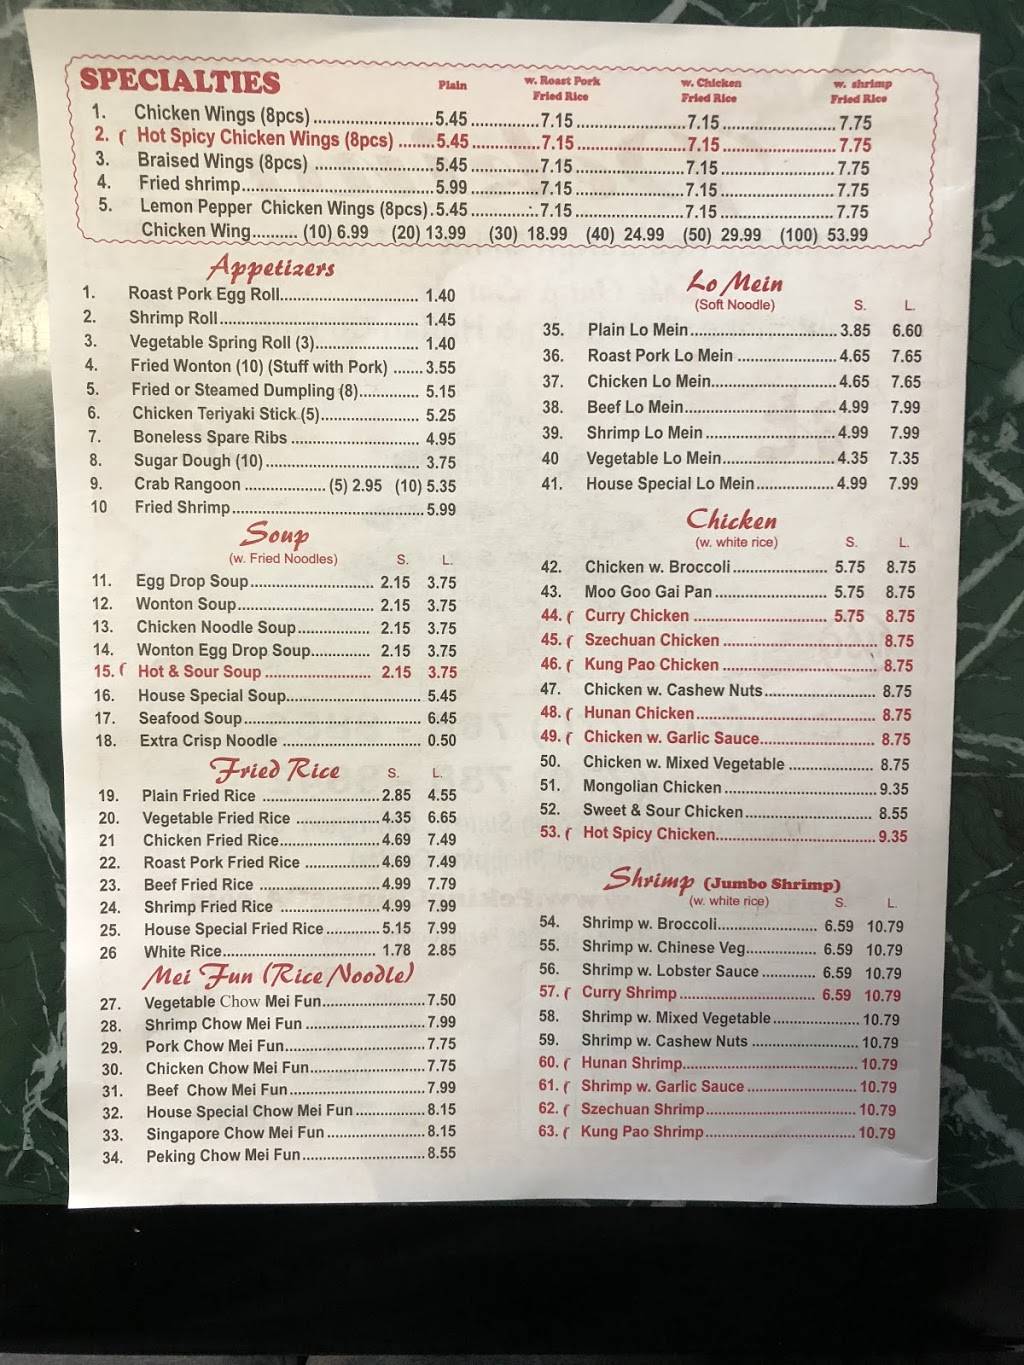 SPECIALTIES Plain w. Roast Pork Fried Rice w. Chicken Fried Rice w. shrimp Fried Rice
1. Chicken Wings (8pcs) 5.45 7.15 7.15 7.75
2. Hot Spicy Chicken Wings (8pcs) 5.45 7.15 7.15 7.75
3. Braised Wings (8pcs) 5.45 7.15 7.15 7.75
4. Fried shrimp 5.99 7.15 7.15 7.75
5. Lemon Pepper Chicken Wings (8pcs) 5.45 7.15 7.15 7.75
Chicken Wing (10) 6.99 (20) 13.99 (30) 18.99 (40) 24.99 (50) 29.99 (100) 53.99
Appetizers
1. Roast Pork Egg Roll 1.40
2. Shrimp Roll 1.45
3. Vegetable Spring Roll (3) 1.40
4. Fried Wonton (10) (Stuff with Pork) 3.55
5. Fried or Steamed Dumpling (8) 5.15
6. Chicken Teriyaki Stick (5) 5.25
7. Boneless Spare Ribs 4.95
8. Sugar Dough (10) 3.75
9. Crab Rangoon (5) 2.95 (10) 5.35
10 Fried Shrimp 5.99
Soup
(w. Fried Noodles) S. L.
11. Egg Drop Soup 2.15 3.75
12. Wonton Soup 2.15 3.75
13. Chicken Noodle Soup 2.15 3.75
14. Wonton Egg Drop Soup 2.15 3.75
15. Hot & Sour Soup 2.15 3.75
16. House Special Soup 5.45
17. Seafood Soup 6.45
18. Extra Crisp Noodle 0.50
Fried Rice S. L.
19. Plain Fried Rice 2.85 4.55
20. Vegetable Fried Rice 4.35 6.65
21 Chicken Fried Rice 4.69 7.49
22. Roast Pork Fried Rice 4.69 7.49
23. Beef Fried Rice 4.99 7.79
24. Shrimp Fried Rice 4.99 7.99
25. House Special Fried Rice 5.15 7.99
26 White Rice 1.78 2.85
Mei Fun (Rice Noodle)
27. Vegetable Chow Mei Fun 7.50
28. Shrimp Chow Mei Fun 7.99
29. Pork Chow Mei Fun 7.75
30. Chicken Chow Mei Fun 7.75
31. Beef Chow Mei Fun 7.99
32. House Special Chow Mei Fun 8.15
33. Singapore Chow Mei Fun 8.15
34. Peking Chow Mei Fun 8.55
Lo Mein
(Soft Noodle) S. L.
35. Plain Lo Mein 3.85 6.60
36. Roast Pork Lo Mein 4.65 7.65
37. Chicken Lo Mein 4.65 7.65
38. Beef Lo Mein 4.99 7.99
39. Shrimp Lo Mein 4.99 7.99
40 Vegetable Lo Mein 4.35 7.35
41. House Special Lo Mein 4.99 7.99
Chicken
(w. white rice) S. L.
42. Chicken w. Broccoli 5.75 8.75
43. Moo Goo Gai Pan 5.75 8.75
44. Curry Chicken 5.75 8.75
45. Szechuan Chicken 8.75
46. Kung Pao Chicken 8.75
47. Chicken w. Cashew Nuts 8.75
48. Hunan Chicken 8.75
49. Chicken w. Garlic Sauce 8.75
50. Chicken w. Mixed Vegetable 8.75
51. Mongolian Chicken 9.35
52. Sweet & Sour Chicken 8.55
53. Hot Spicy Chicken 9.35
Shrimp (Jumbo Shrimp)
(w. white rice) S. L.
54. Shrimp w. Broccoli 6.59 10.79
55. Shrimp w. Chinese Veg 6.59 10.79
56. Shrimp w. Lobster Sauce 6.59 10.79
57. Curry Shrimp 6.59 10.79
58. Shrimp w. Mixed Vegetable 10.79
59. Shrimp w. Cashew Nuts 10.79
60. Hunan Shrimp 10.79
61. Shrimp w. Garlic Sauce 10.79
62. Szechuan Shrimp 10.79
63. Kung Pao Shrimp 10.79